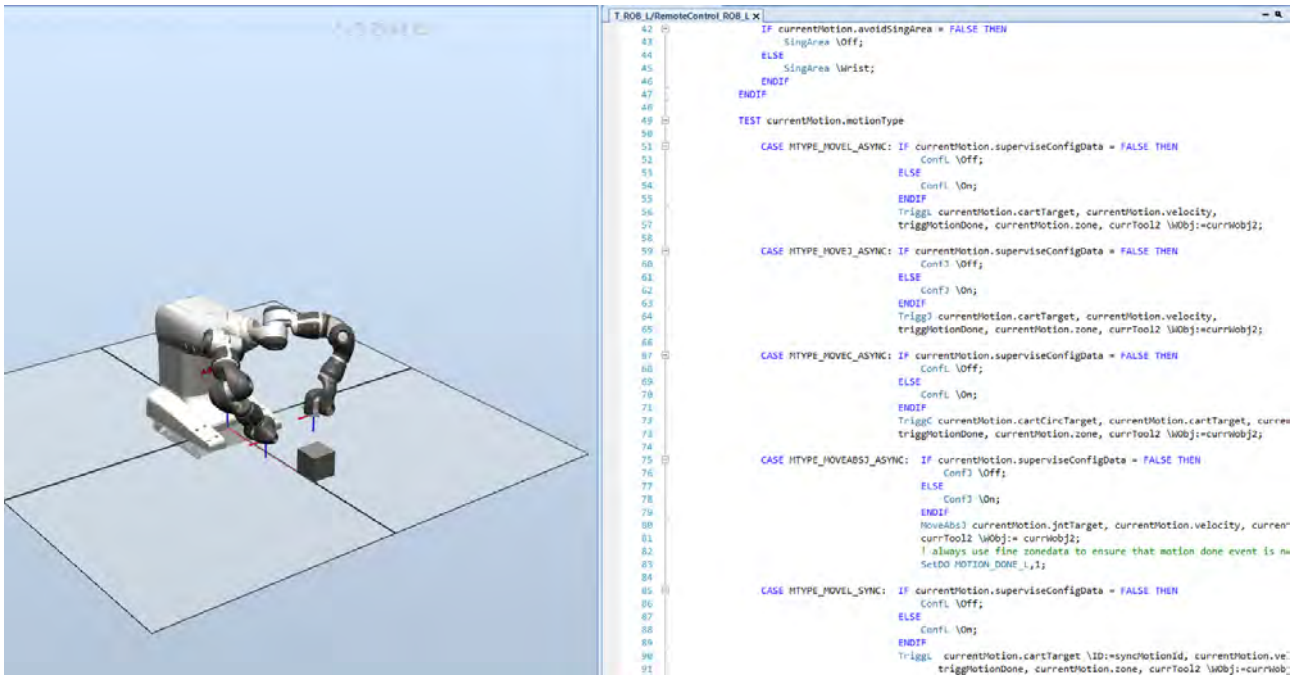 T_ROB_L/RemoteControl_ROB_L X
42 IF currentMotion.avoidSingArea = FALSE THEN
43 SingArea \Off;
44 ELSE
45 SingArea \Wrist;
46 ENDIF
47 ENDIF
48
49 TEST currentMotion.motionType
50
51 CASE MTYPE_MOVEL_ASYNC: IF currentMotion.superviseConfigData = FALSE THEN
52 ConfL \Off;
53 ELSE
54 ConfL \On;
55 ENDIF
56 TriggL currentMotion.cartTarget, currentMotion.velocity,
57 triggMotionDone, currentMotion.zone, currTool2 \WObj:=currWobj2;
58
59 CASE MTYPE_MOVEJ_ASYNC: IF currentMotion.superviseConfigData = FALSE THEN
60 ConfJ \Off;
61 ELSE
62 ConfJ \On;
63 ENDIF
64 TriggJ currentMotion.cartTarget, currentMotion.velocity,
65 triggMotionDone, currentMotion.zone, currTool2 \WObj:=currWobj2;
66
67 CASE MTYPE_MOVEC_ASYNC: IF currentMotion.superviseConfigData = FALSE THEN
68 ConfL \Off;
69 ELSE
70 ConfL \On;
71 ENDIF
72 TriggC currentMotion.cartCircTarget, currentMotion.cartTarget, curren
73 triggMotionDone, currentMotion.zone, currTool2 \WObj:=currWobj2;
74
75 CASE MTYPE_MOVEABSJ_ASYNC: IF currentMotion.superviseConfigData = FALSE THEN
76 ConfJ \Off;
77 ELSE
78 ConfJ \On;
79 ENDIF
80 MoveAbsJ currentMotion.jntTarget, currentMotion.velocity, curren
81 currTool2 \WObj:= currWobj2;
82 ! always use fine zonedata to ensure that motion done event is n
83 SetDO MOTION_DONE_L,1;
84
85 CASE MTYPE_MOVEL_SYNC: IF currentMotion.superviseConfigData = FALSE THEN
86 ConfL \Off;
87 ELSE
88 ConfL \On;
89 ENDIF
90 TriggL currentMotion.cartTarget \ID:=syncMotionId, currentMotion.vel
91 triggMotionDone, currentMotion.zone, currTool2 \WObj:=currWobj